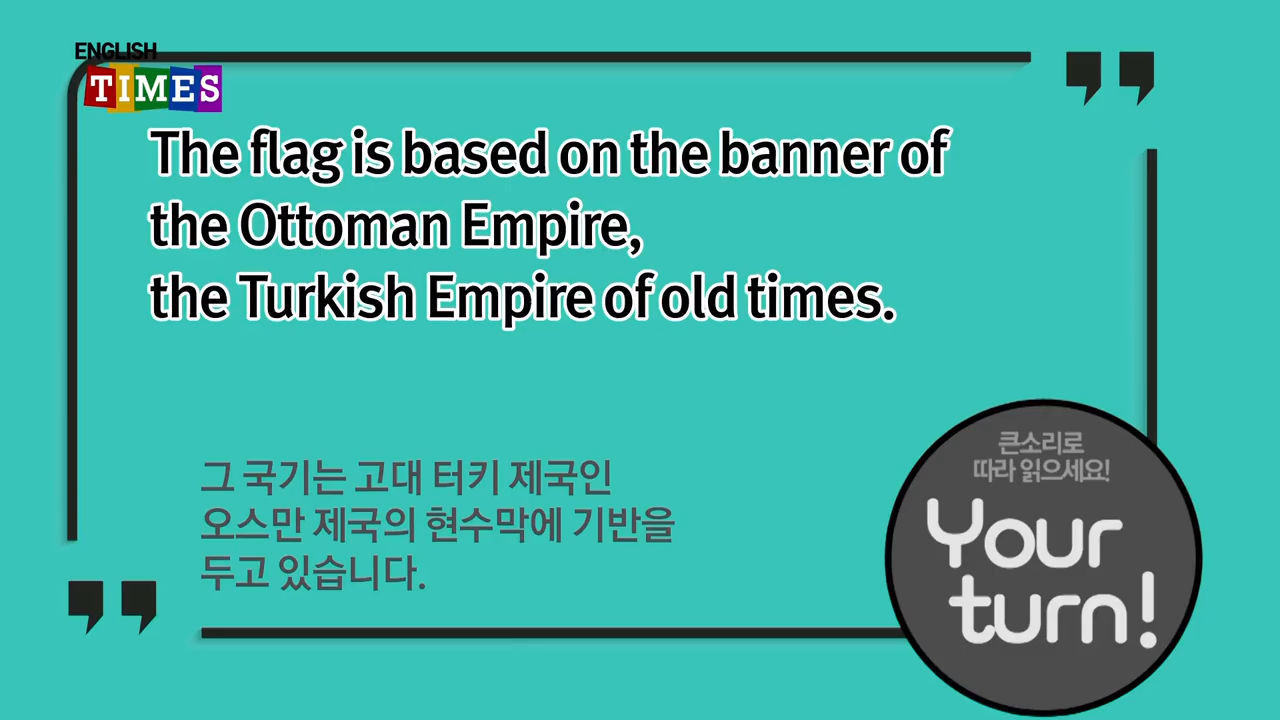 ENGLISH
TIMES
The flag is based on the banner of
the Ottoman Empire,
the Turkish Empire of old times.
그 국기는 고대 터키 제국인
오스만 제국의 현수막에 기반을
두고 있습니다.
큰소리로
따라 읽으세요!
Your
turn!